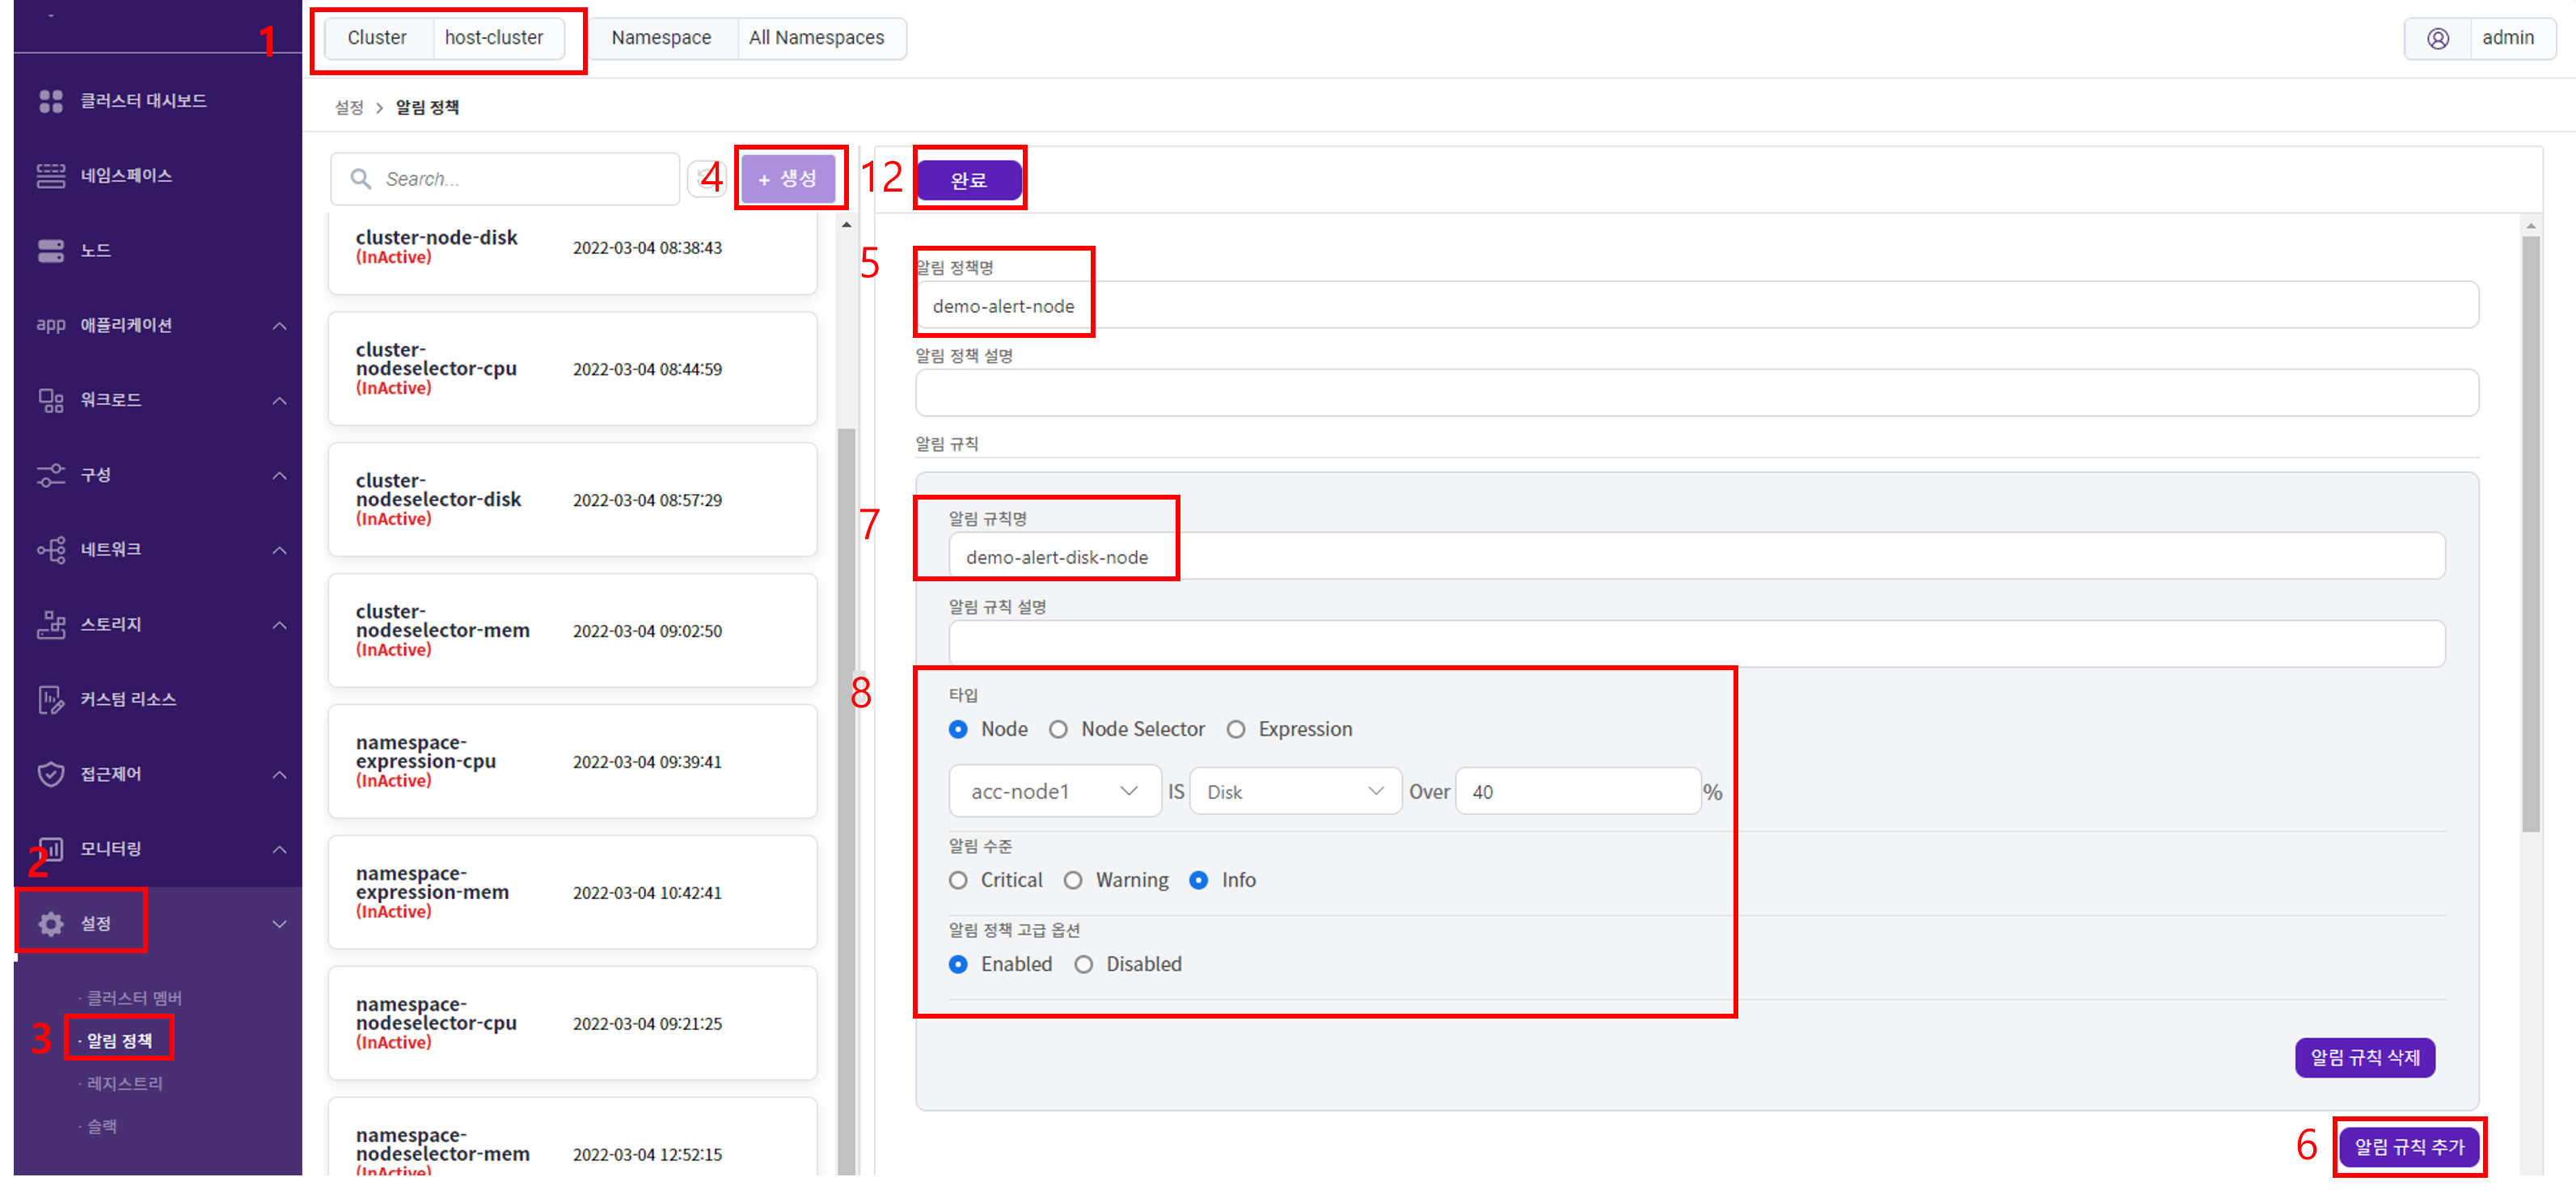 1
Cluster host-cluster
Namespace All Namespaces
admin
클러스터 대시보드
네임스페이스
노드
app 애플리케이션
워크로드
구성
네트워크
스토리지
커스텀 리소스
접근제어
모니터링
2
설정
· 클러스터 멤버
3
· 알림 정책
· 레지스트리
· 슬랙
설정 > 알림 정책
Search...
4
+ 생성
cluster-node-disk
(InActive)
2022-03-04 08:38:43
cluster-
nodeselector-cpu
(InActive)
2022-03-04 08:44:59
cluster-
nodeselector-disk
(InActive)
2022-03-04 08:57:29
cluster-
nodeselector-mem
(InActive)
2022-03-04 09:02:50
namespace-
expression-cpu
(InActive)
2022-03-04 09:39:41
namespace-
expression-mem
(InActive)
2022-03-04 10:42:41
namespace-
nodeselector-cpu
(InActive)
2022-03-04 09:21:25
namespace-
nodeselector-mem
(InActive)
2022-03-04 12:52:15
12
완료
5
알림 정책명
demo-alert-node
알림 정책 설명
알림 규칙
7
알림 규칙명
demo-alert-disk-node
알림 규칙 설명
8
타입
Node Node Selector Expression
acc-node1 IS Disk Over 40 %
알림 수준
Critical Warning Info
알림 정책 고급 옵션
Enabled Disabled
알림 규칙 삭제
6
알림 규칙 추가